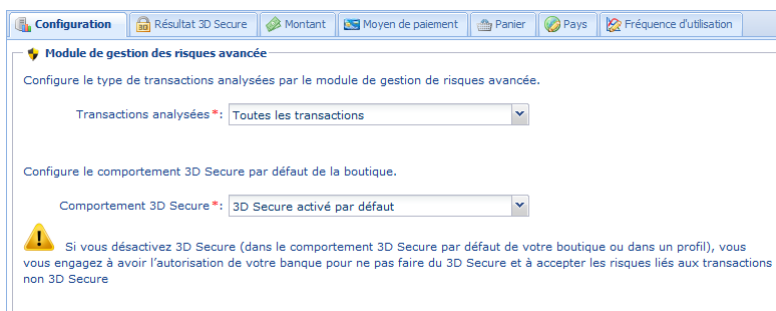 Configuration
Résultat 3D Secure
Montant
Moyen de paiement
Panier
Pays
Fréquence d'utilisation
Module de gestion des risques avancée
Configure le type de transactions analysées par le module de gestion de risques avancée.
Transactions analysées *: Toutes les transactions
Configure le comportement 3D Secure par défaut de la boutique.
Comportement 3D Secure *: 3D Secure activé par défaut
Si vous désactivez 3D Secure (dans le comportement 3D Secure par défaut de votre boutique ou dans un profil), vous
vous engagez à avoir l'autorisation de votre banque pour ne pas faire du 3D Secure et à accepter les risques liés aux transactions
non 3D Secure